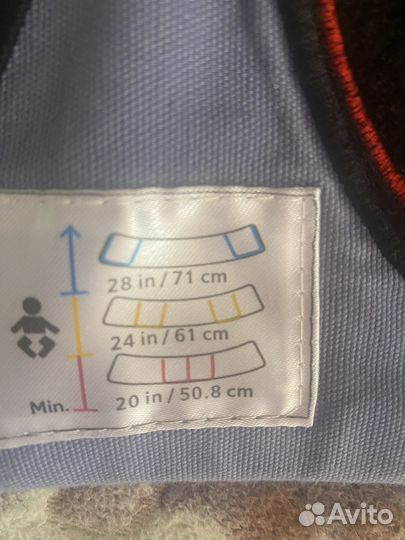 28 in / 71 cm
24 in / 61 cm
Min. 20 in / 50.8 cm
Avito